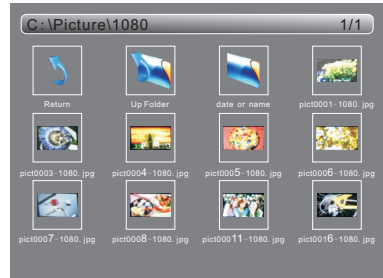 C:\Picture\1080 1/1
Return Up Folder date or name pict0001-1080. jpg
pict0003-1080. jpg pict0004-1080. jpg pict0005-1080. jpg pict0006-1080. jpg
pict0007-1080. jpg pict0008-1080. jpg pict00011-1080. jpg pict0016-1080. jpg